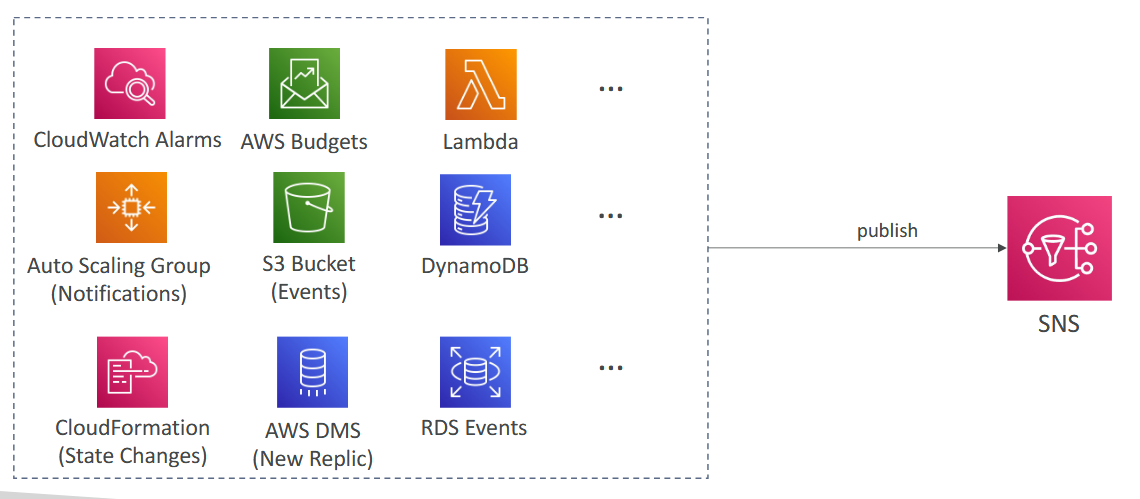 CloudWatch Alarms
AWS Budgets
Lambda
...
Auto Scaling Group
(Notifications)
S3 Bucket
(Events)
DynamoDB
...
publish
SNS
CloudFormation
(State Changes)
AWS DMS
(New Replic)
RDS Events
...